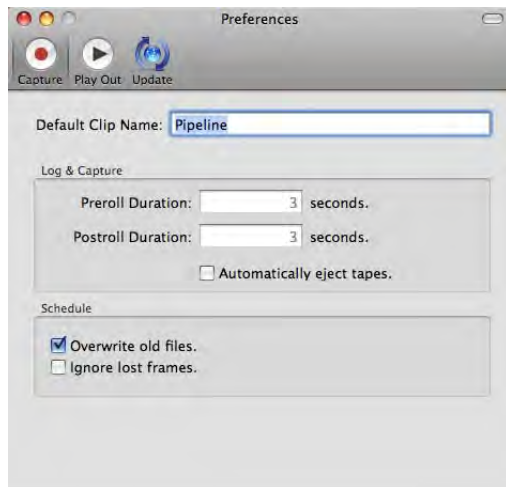 Preferences
Capture Play Out Update
Default Clip Name: Pipeline
Log & Capture
Preroll Duration: 3 seconds.
Postroll Duration: 3 seconds.
Automatically eject tapes.
Schedule
Overwrite old files.
Ignore lost frames.